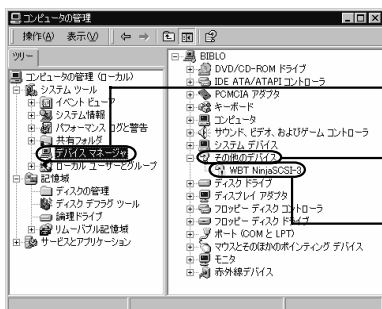 コンピュータの管理
操作(A) 表示(V)
ツリー
コンピュータの管理 (ローカル)
システム ツール
イベント ビューア
システム情報
パフォーマンス ログと警告
共有フォルダ
デバイス マネージャ
ローカル ユーザーとグループ
記憶域
ディスクの管理
ディスク デフラグ ツール
論理ドライブ
リムーバブル記憶域
サービスとアプリケーション
BIBLO
DVD/CD-ROM ドライブ
IDE ATA/ATAPI コントローラ
PCMCIA アダプタ
キーボード
コンピュータ
サウンド、ビデオ、およびゲーム コントローラ
システム デバイス
その他のデバイス
WBT NinjaSCSI-3
ディスク ドライブ
ディスプレイ アダプタ
フロッピー ディスク コントローラ
フロッピー ディスク ドライブ
ポート (COM と LPT)
マウスとそのほかのポインティング デバイス
モニタ
赤外線デバイス